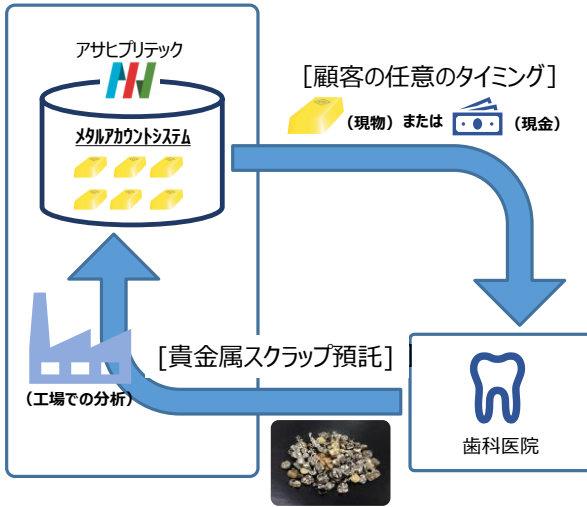 アサヒプリテック
メタルアカウントシステム
[顧客の任意のタイミング]
(現物) または (現金)
[貴金属スクラップ預託]
(工場での分析)
歯科医院